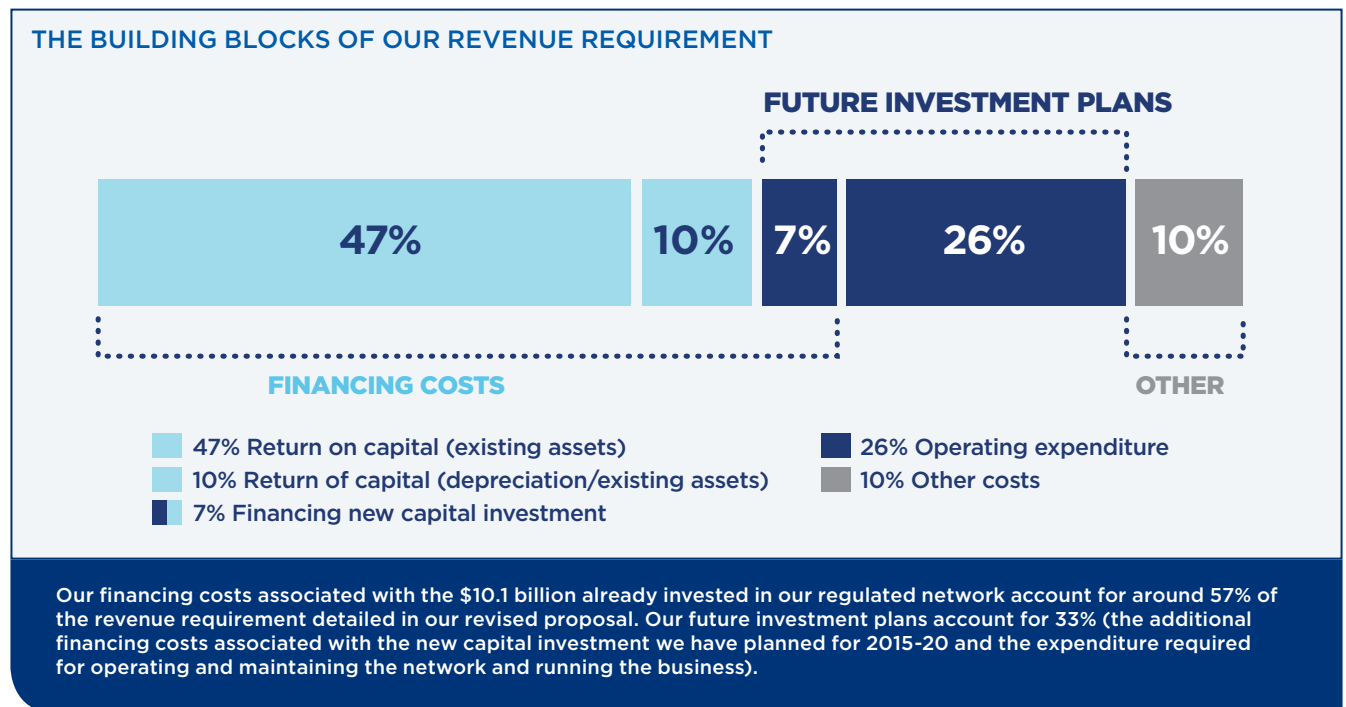 THE BUILDING BLOCKS OF OUR REVENUE REQUIREMENT
FUTURE INVESTMENT PLANS
47%
10%
7%
26%
10%
FINANCING COSTS
OTHER
47% Return on capital (existing assets)
10% Return of capital (depreciation/existing assets)
7% Financing new capital investment
26% Operating expenditure
10% Other costs
Our financing costs associated with the $10.1 billion already invested in our regulated network account for around 57% of
the revenue requirement detailed in our revised proposal. Our future investment plans account for 33% (the additional
financing costs associated with the new capital investment we have planned for 2015-20 and the expenditure required
for operating and maintaining the network and running the business).